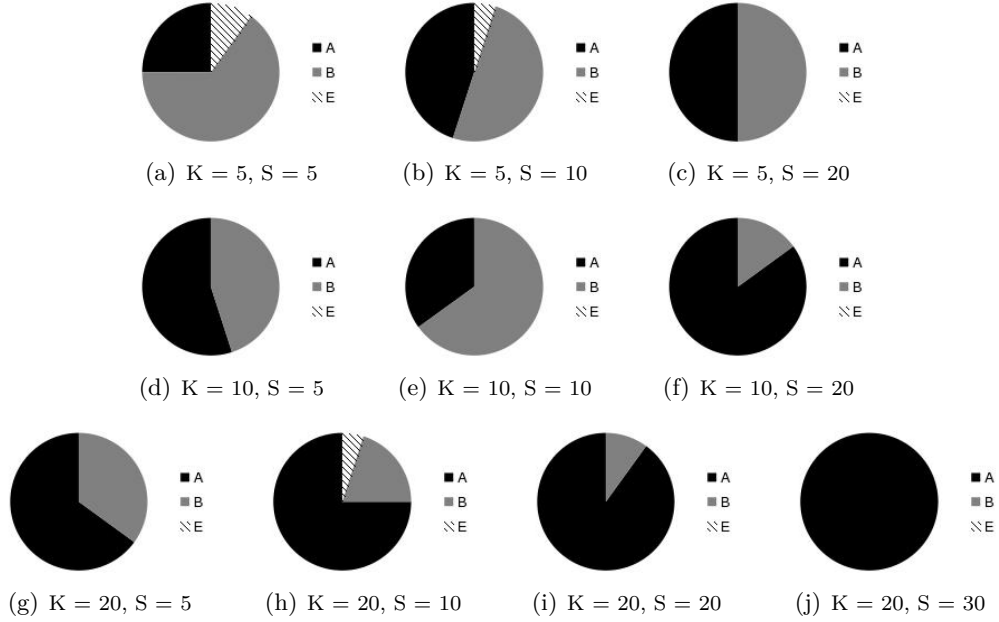 A A A
B B B
E E E
(a) K = 5, S = 5 (b) K = 5, S = 10 (c) K = 5, S = 20
A A A
B B B
E E E
(d) K = 10, S = 5 (e) K = 10, S = 10 (f) K = 10, S = 20
A A A A
B B B B
E E E E
(g) K = 20, S = 5 (h) K = 20, S = 10 (i) K = 20, S = 20 (j) K = 20, S = 30